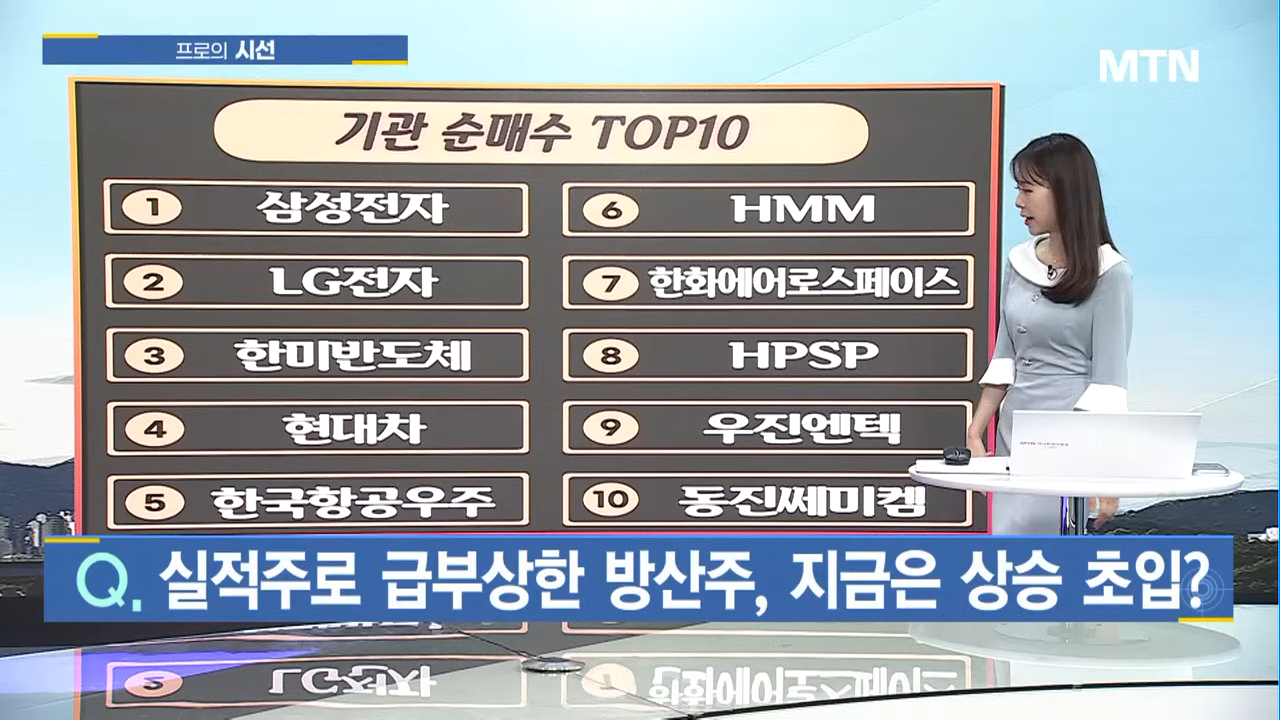 프로의 시선
MTN
기관 순매수 TOP10
1 삼성전자
2 LG전자
3 한미반도체
4 현대차
5 한국항공우주
6 HMM
7 한화에어로스페이스
8 HPSP
9 우진엔텍
10 동진쎄미켐
MTN
Q. 실적주로 급부상한 방산주, 지금은 상승 초입?